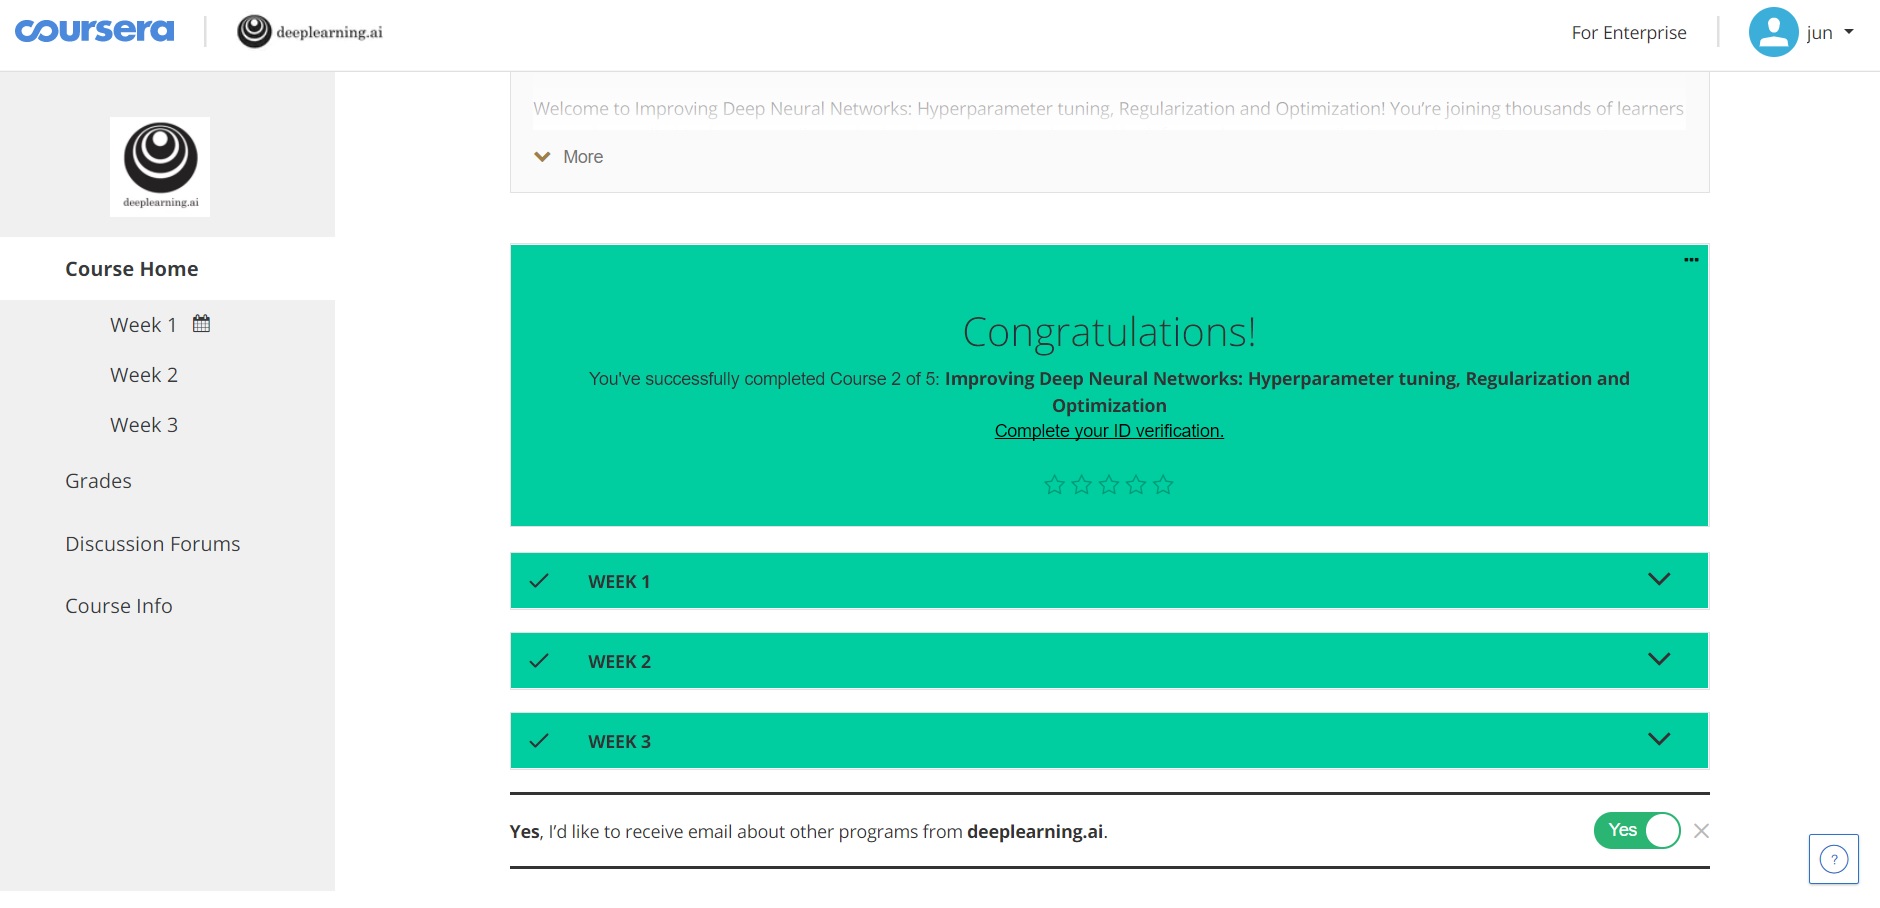 coursera
deeplearning.ai
For Enterprise
jun
deeplearning.ai
Course Home
Week 1
Week 2
Week 3
Grades
Discussion Forums
Course Info
Welcome to Improving Deep Neural Networks: Hyperparameter tuning, Regularization and Optimization! You’re joining thousands of learners
More
Congratulations!
You've successfully completed Course 2 of 5: Improving Deep Neural Networks: Hyperparameter tuning, Regularization and
Optimization
Complete your ID verification.
WEEK 1
WEEK 2
WEEK 3
Yes, I’d like to receive email about other programs from deeplearning.ai.
Yes
?